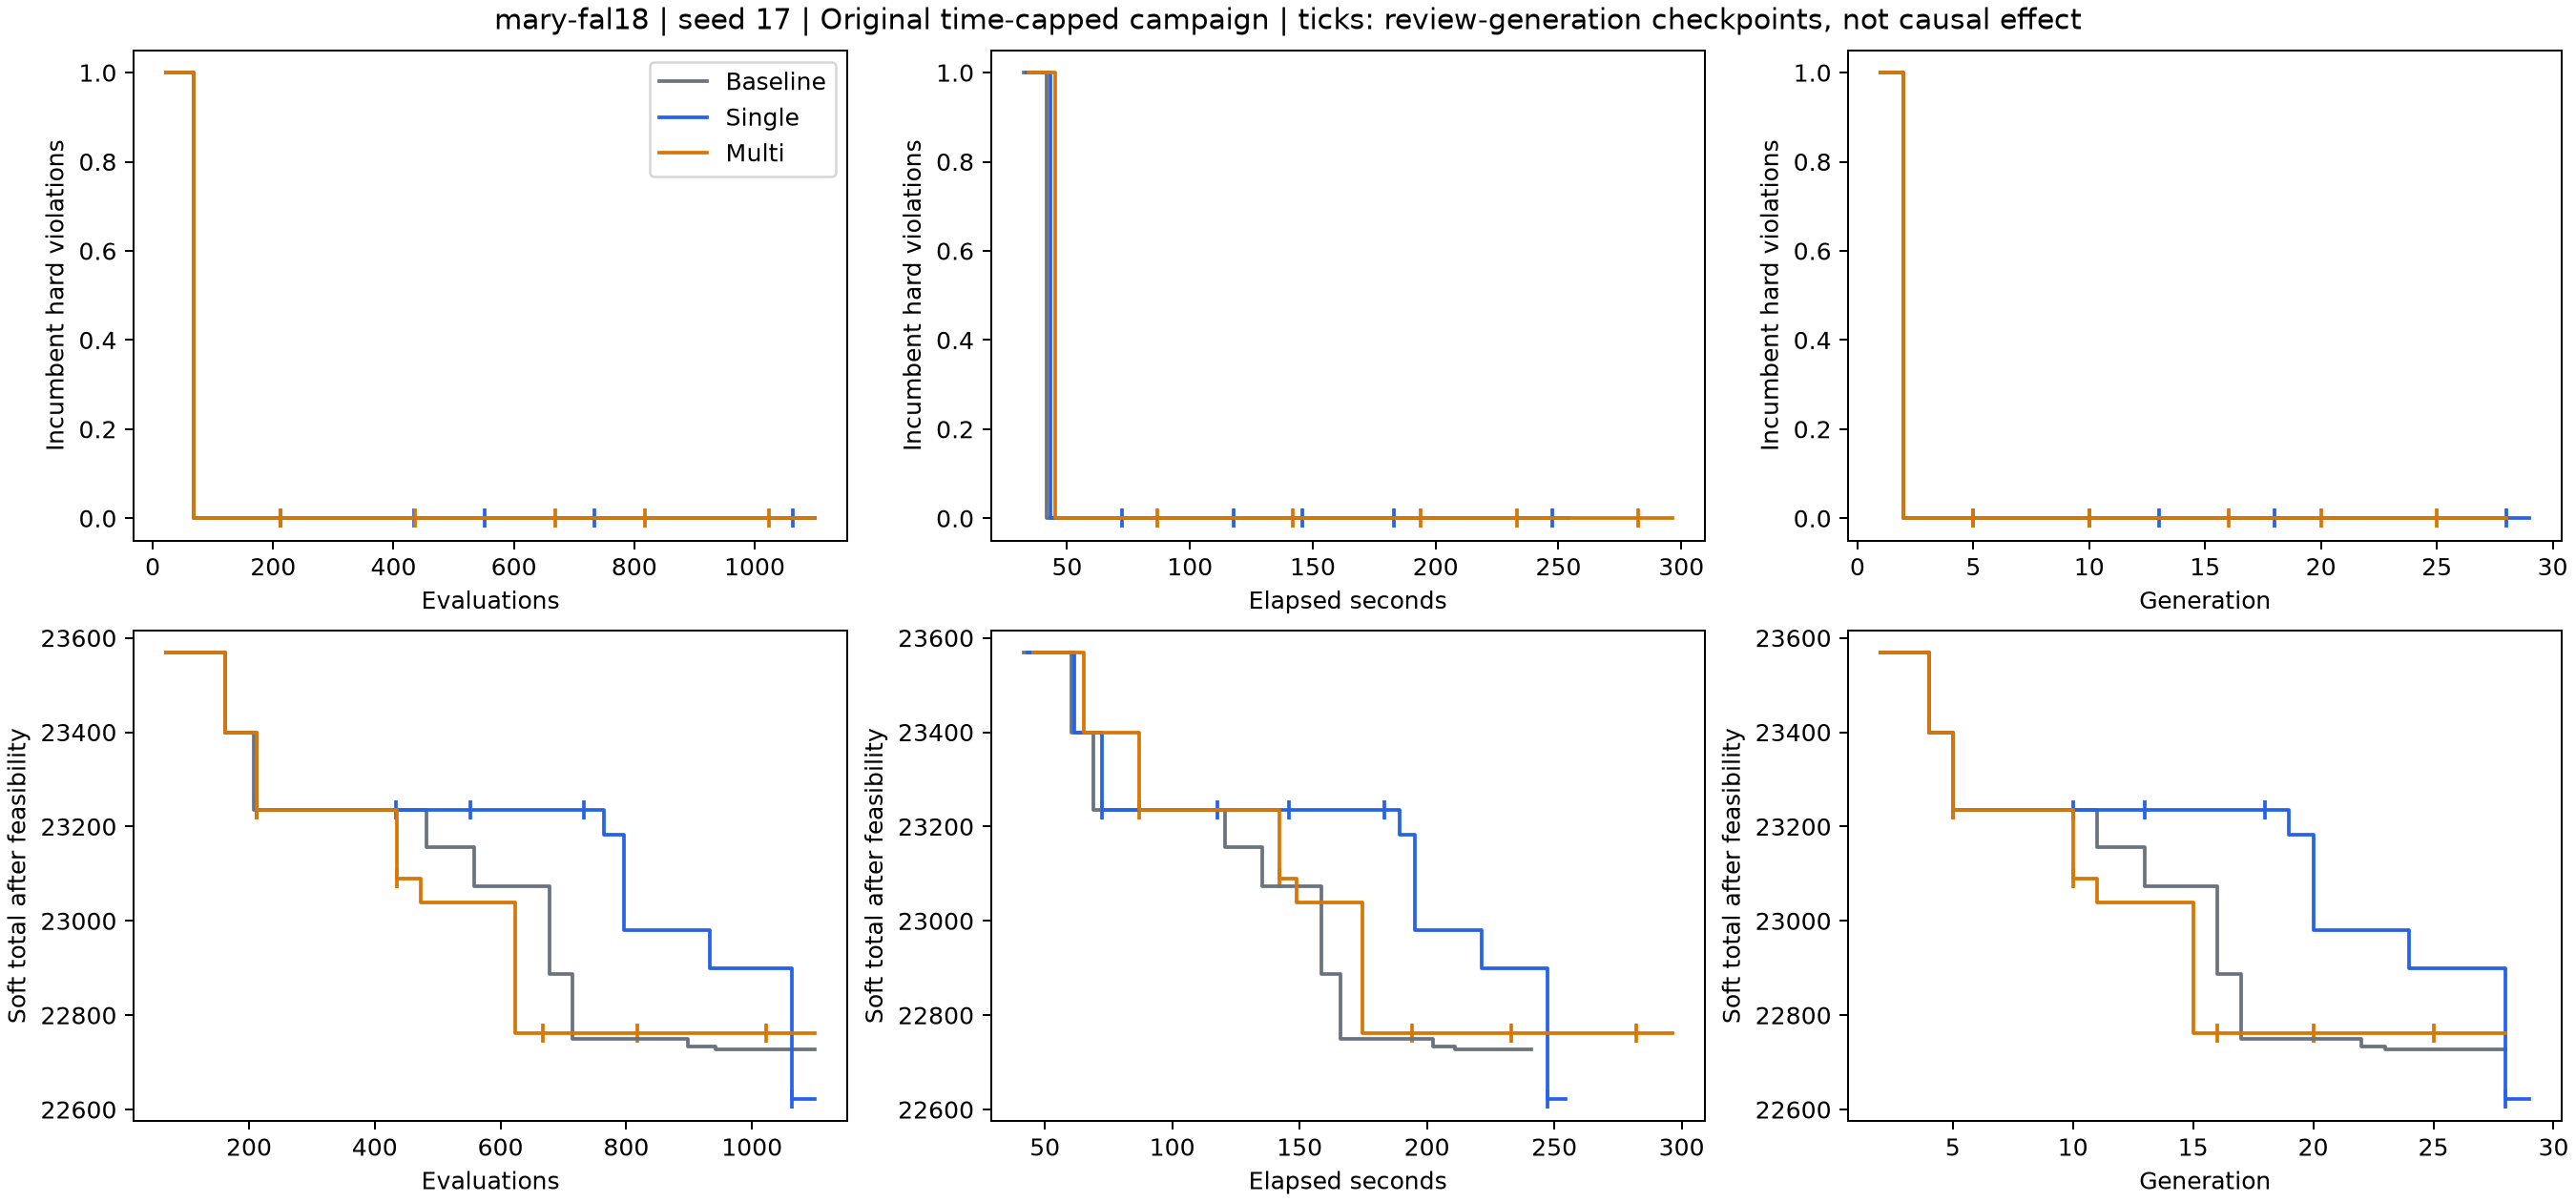 mary-fal18 | seed 17 | Original time-capped campaign | ticks: review-generation checkpoints, not causal effect
Incumbent hard violations
1.0
0.8
0.6
0.4
0.2
0.0
Baseline
Single
Multi
0 200 400 600 800 1000
Evaluations
Incumbent hard violations
1.0
0.8
0.6
0.4
0.2
0.0
50 100 150 200 250 300
Elapsed seconds
Incumbent hard violations
1.0
0.8
0.6
0.4
0.2
0.0
0 5 10 15 20 25 30
Generation
Soft total after feasibility
23600
23400
23200
23000
22800
22600
200 400 600 800 1000
Evaluations
Soft total after feasibility
23600
23400
23200
23000
22800
22600
50 100 150 200 250 300
Elapsed seconds
Soft total after feasibility
23600
23400
23200
23000
22800
22600
5 10 15 20 25 30
Generation